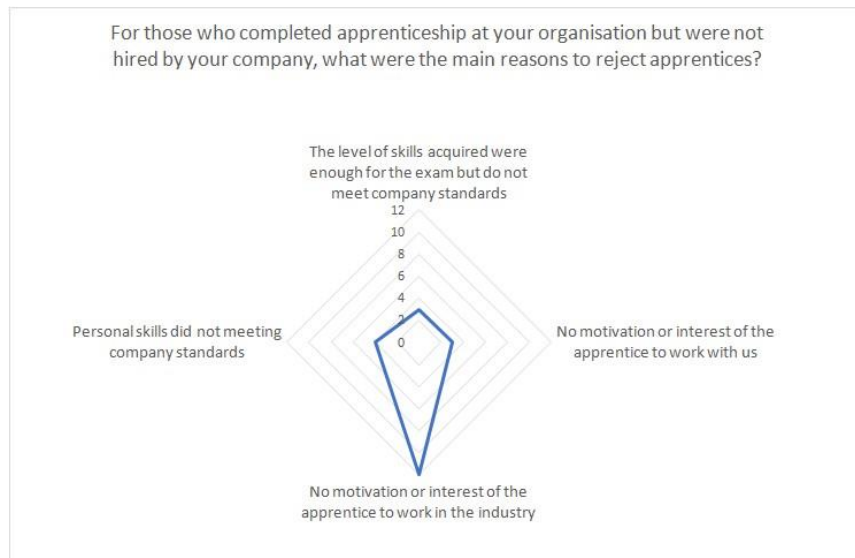 For those who completed apprenticeship at your organisation but were not
hired by your company, what were the main reasons to reject apprentices?
The level of skills acquired were
enough for the exam but do not
meet company standards
12
10
8
6
4
2
0
Personal skills did not meeting
company standards
No motivation or interest of the
apprentice to work with us
No motivation or interest of the
apprentice to work in the industry